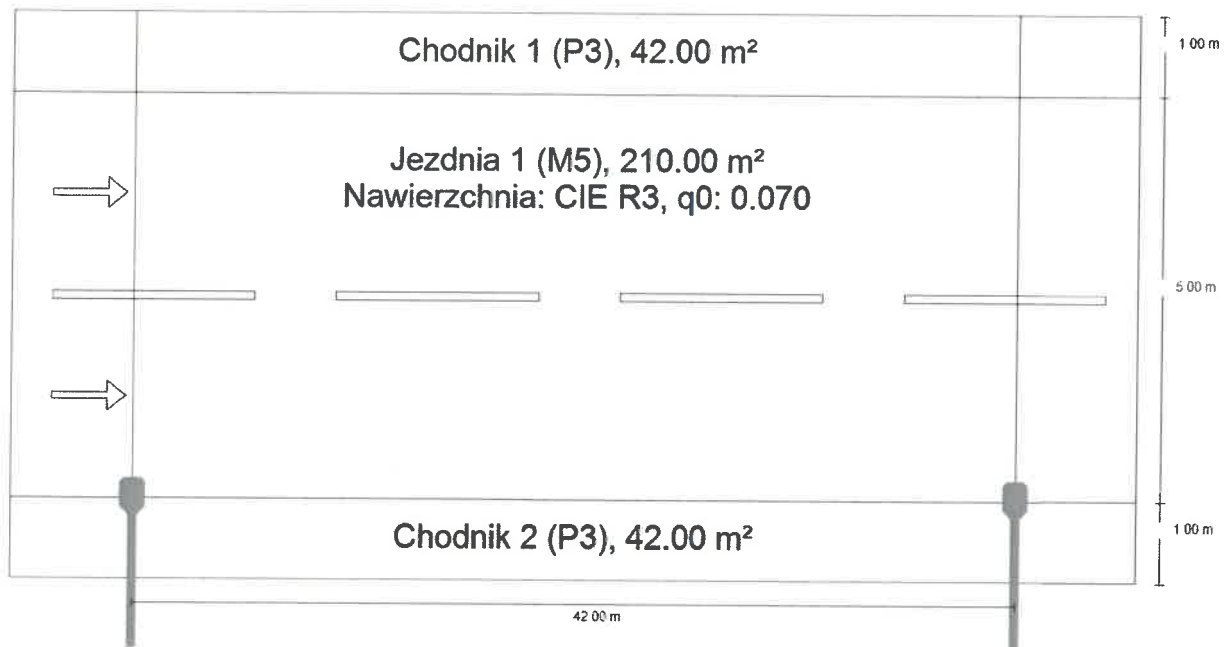 Chodnik 1 (P3), 42.00 m²
1.00 m
Jezdnia 1 (M5), 210.00 m²
Nawierzchnia: CIE R3, q0: 0.070
5.00 m
Chodnik 2 (P3), 42.00 m²
1.00 m
42.00 m